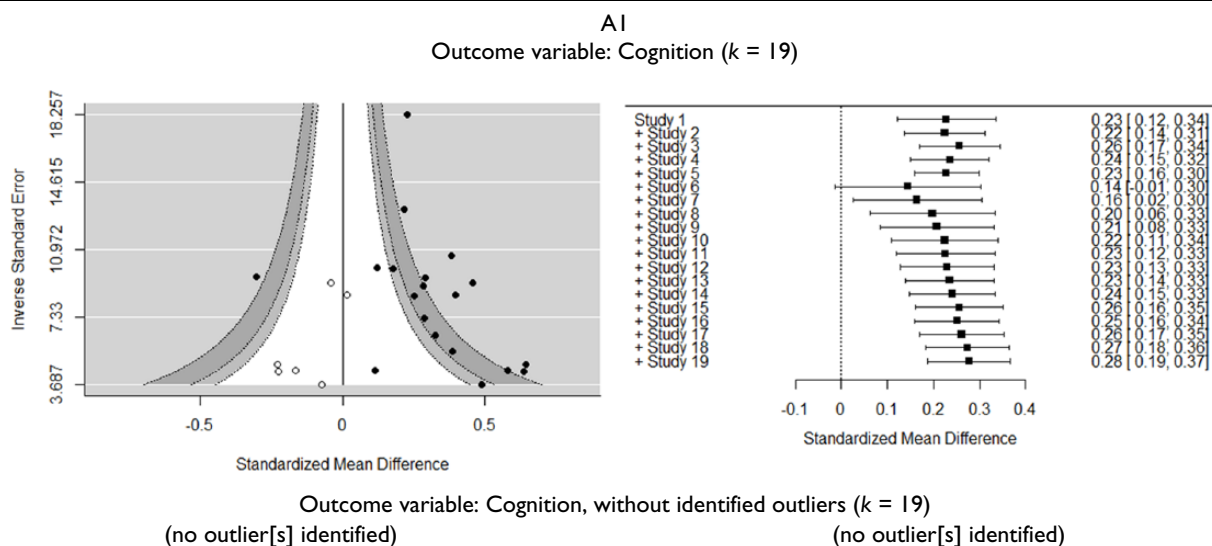 A1
Outcome variable: Cognition (k = 19)
Inverse Standard Error
18.257
14.615
10.972
7.33
3.687
-0.5
0
0.5
Standardized Mean Difference
Study 1 0.23 [ 0.12, 0.34]
+ Study 2 0.22 [ 0.14, 0.31]
+ Study 3 0.26 [ 0.17, 0.34]
+ Study 4 0.24 [ 0.15, 0.32]
+ Study 5 0.23 [ 0.16, 0.30]
+ Study 6 0.14 [-0.01, 0.30]
+ Study 7 0.16 [ 0.02, 0.30]
+ Study 8 0.20 [ 0.06, 0.33]
+ Study 9 0.21 [ 0.08, 0.33]
+ Study 10 0.22 [ 0.11, 0.34]
+ Study 11 0.23 [ 0.12, 0.33]
+ Study 12 0.23 [ 0.13, 0.33]
+ Study 13 0.23 [ 0.14, 0.33]
+ Study 14 0.24 [ 0.15, 0.33]
+ Study 15 0.26 [ 0.16, 0.35]
+ Study 16 0.25 [ 0.16, 0.34]
+ Study 17 0.26 [ 0.17, 0.35]
+ Study 18 0.27 [ 0.18, 0.36]
+ Study 19 0.28 [ 0.19, 0.37]
-0.1
0
0.1
0.2
0.3
0.4
Standardized Mean Difference
Outcome variable: Cognition, without identified outliers (k = 19)
(no outlier[s] identified)
(no outlier[s] identified)